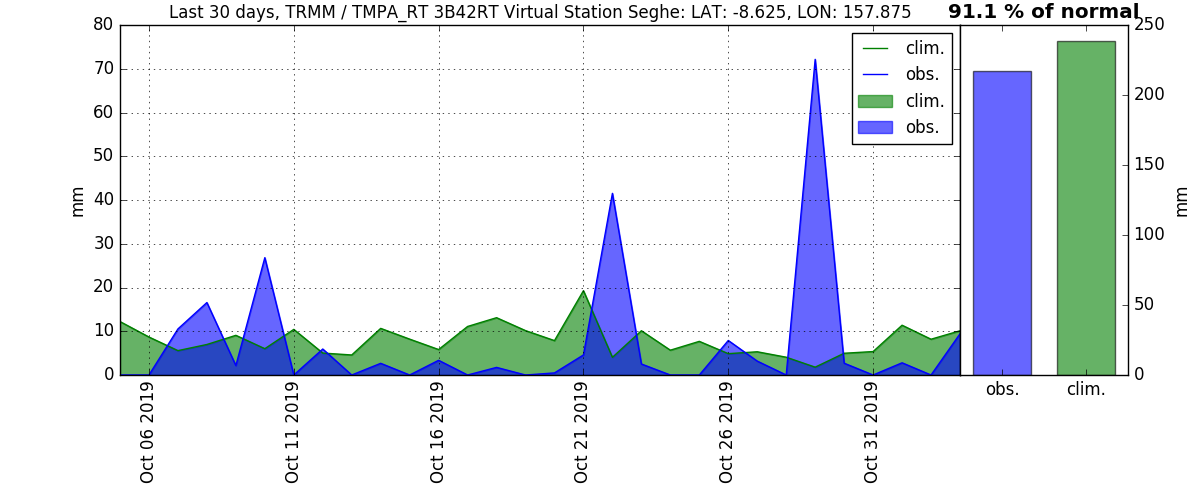 Last 30 days, TRMM / TMPA_RT 3B42RT Virtual Station Seghe: LAT: -8.625, LON: 157.875
91.1 % of normal
80
70
60
50
40
30
20
10
0
mm
clim.
obs.
clim.
obs.
250
200
150
100
50
0
mm
obs.
clim.
Oct 06 2019
Oct 11 2019
Oct 16 2019
Oct 21 2019
Oct 26 2019
Oct 31 2019